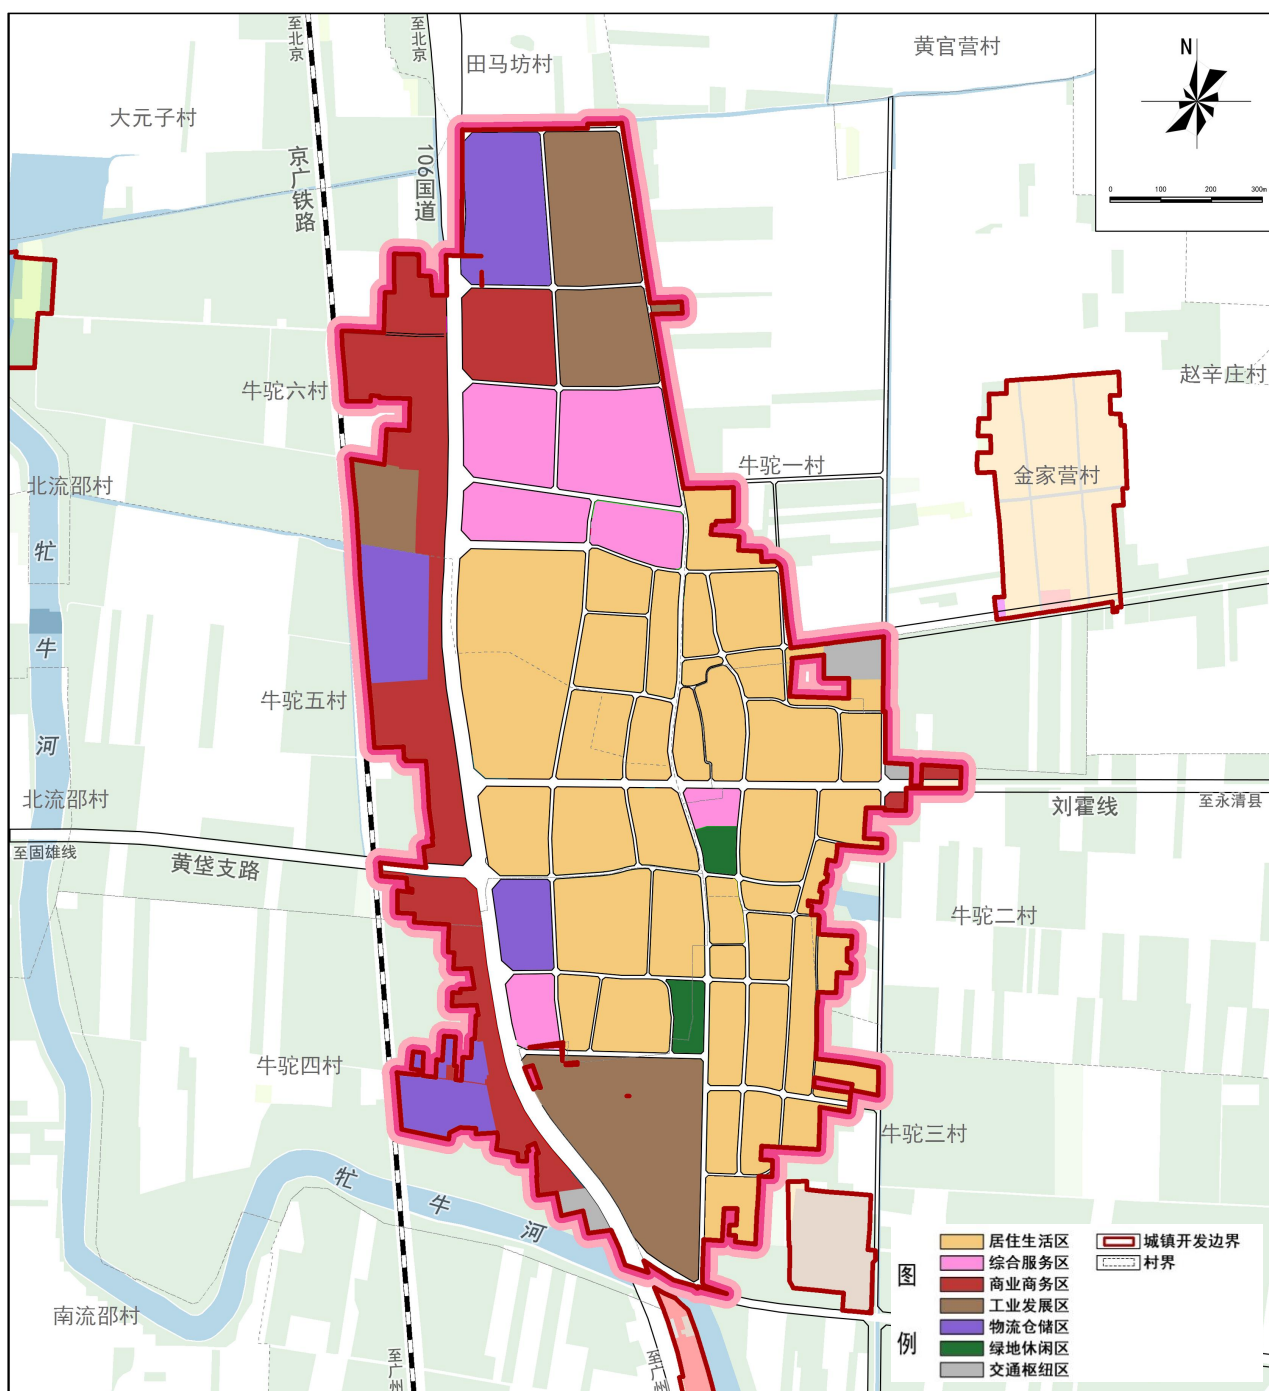 至北京
至北京
田马坊村
黄官营村
N
大元子村
京广铁路
106国道
0 100 200 300m
赵辛庄村
牛驼六村
牛驼一村
金家营村
北流邵村
牤牛河
牛驼五村
北流邵村
刘霍线
至永清县
至固雄线
黄垡支路
牛驼二村
牛驼四村
牛驼三村
牤牛河
南流邵村
至广州
至广州
图例
居住生活区
综合服务区
商业商务区
工业发展区
物流仓储区
绿地休闲区
交通枢纽区
城镇开发边界
村界